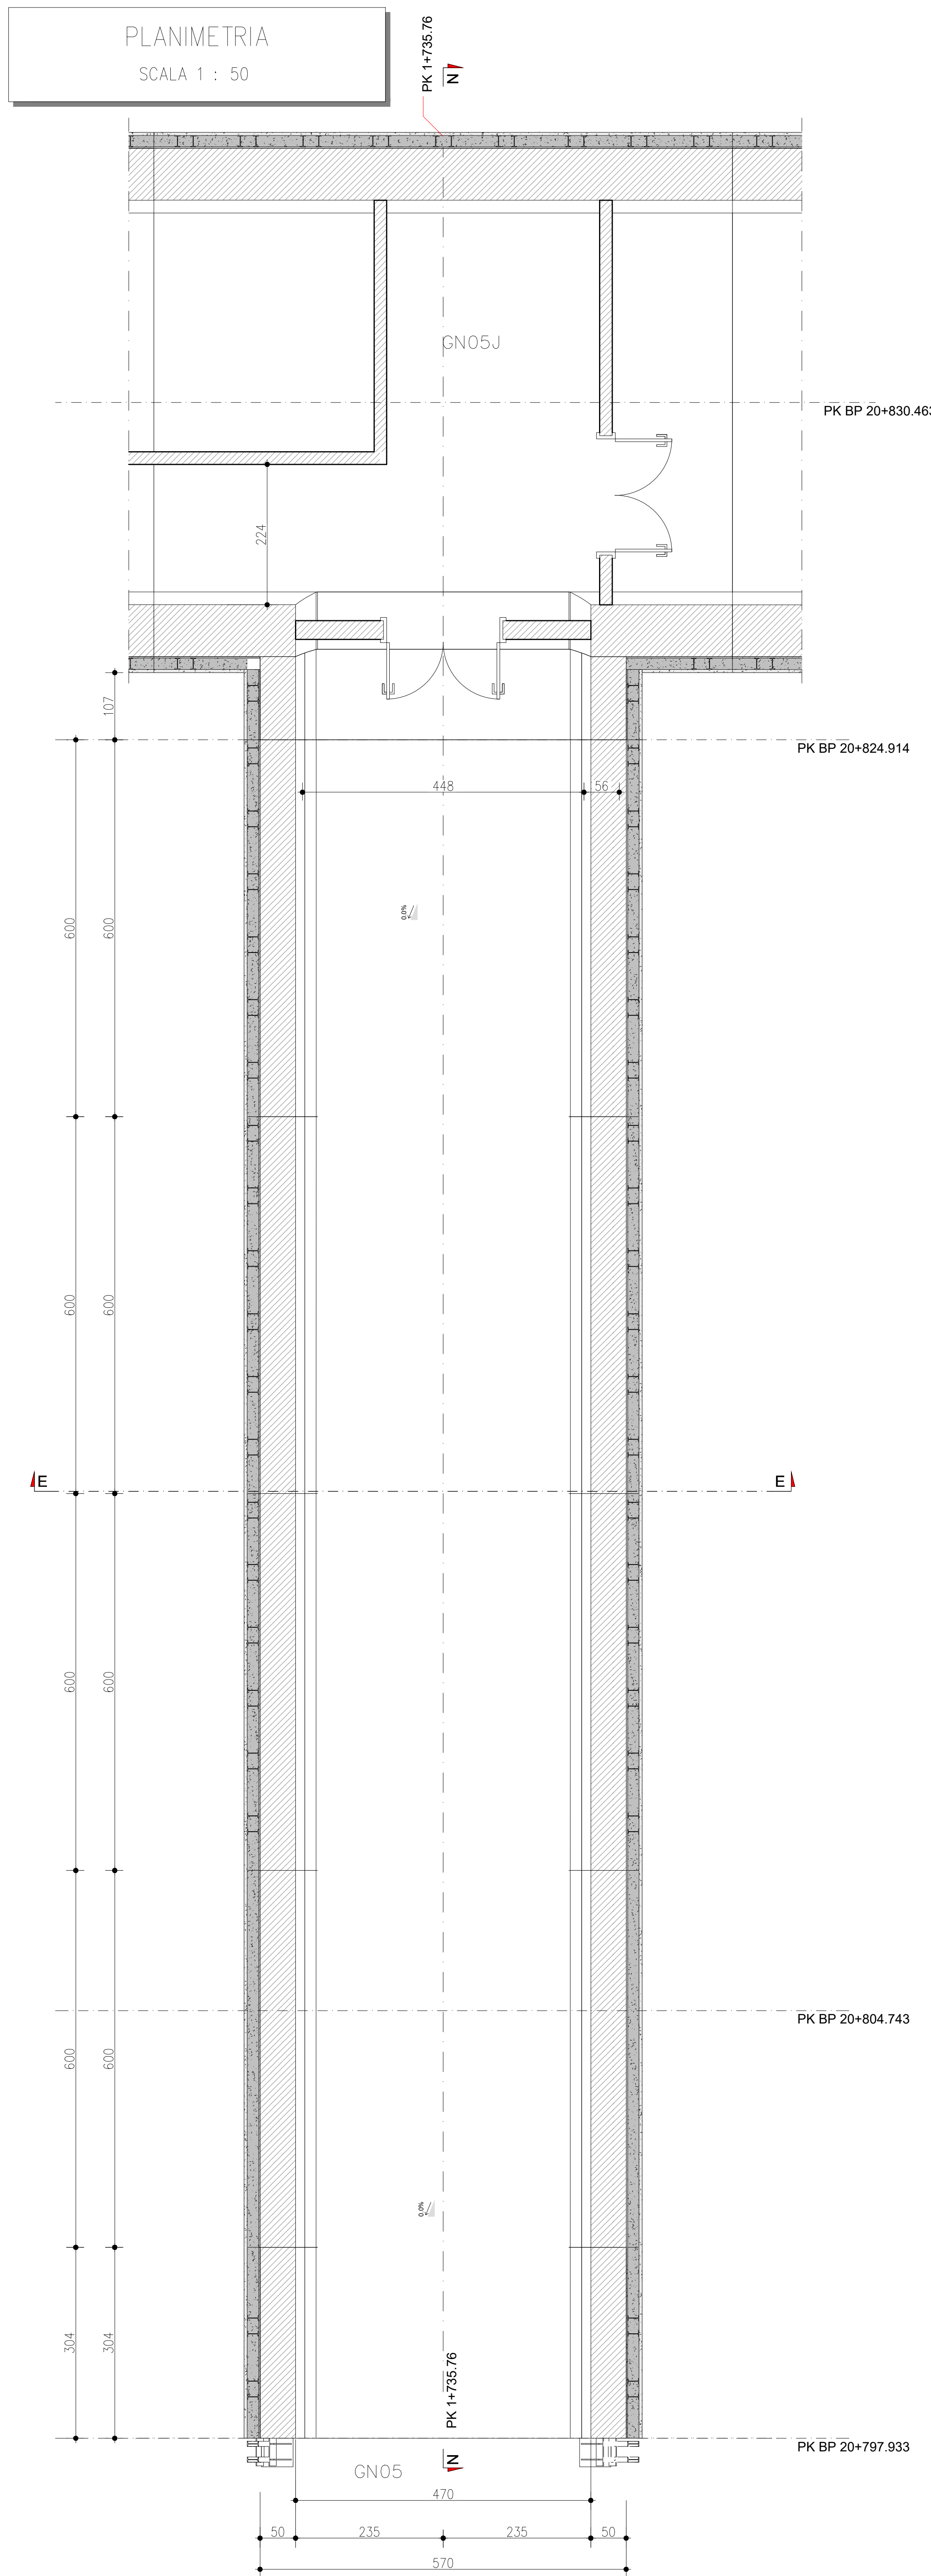 PLANIMETRIA
SCALA 1 : 50
PK 1+735.76
N
GN05J
PK BP 20+830.463
224
107
PK BP 20+824.914
448
56
0.0%
600
600
600
600
E
E
600
600
PK BP 20+804.743
600
600
0.0%
304
304
PK 1+735.76
PK BP 20+797.933
N
GN05
470
50
235
235
50
570